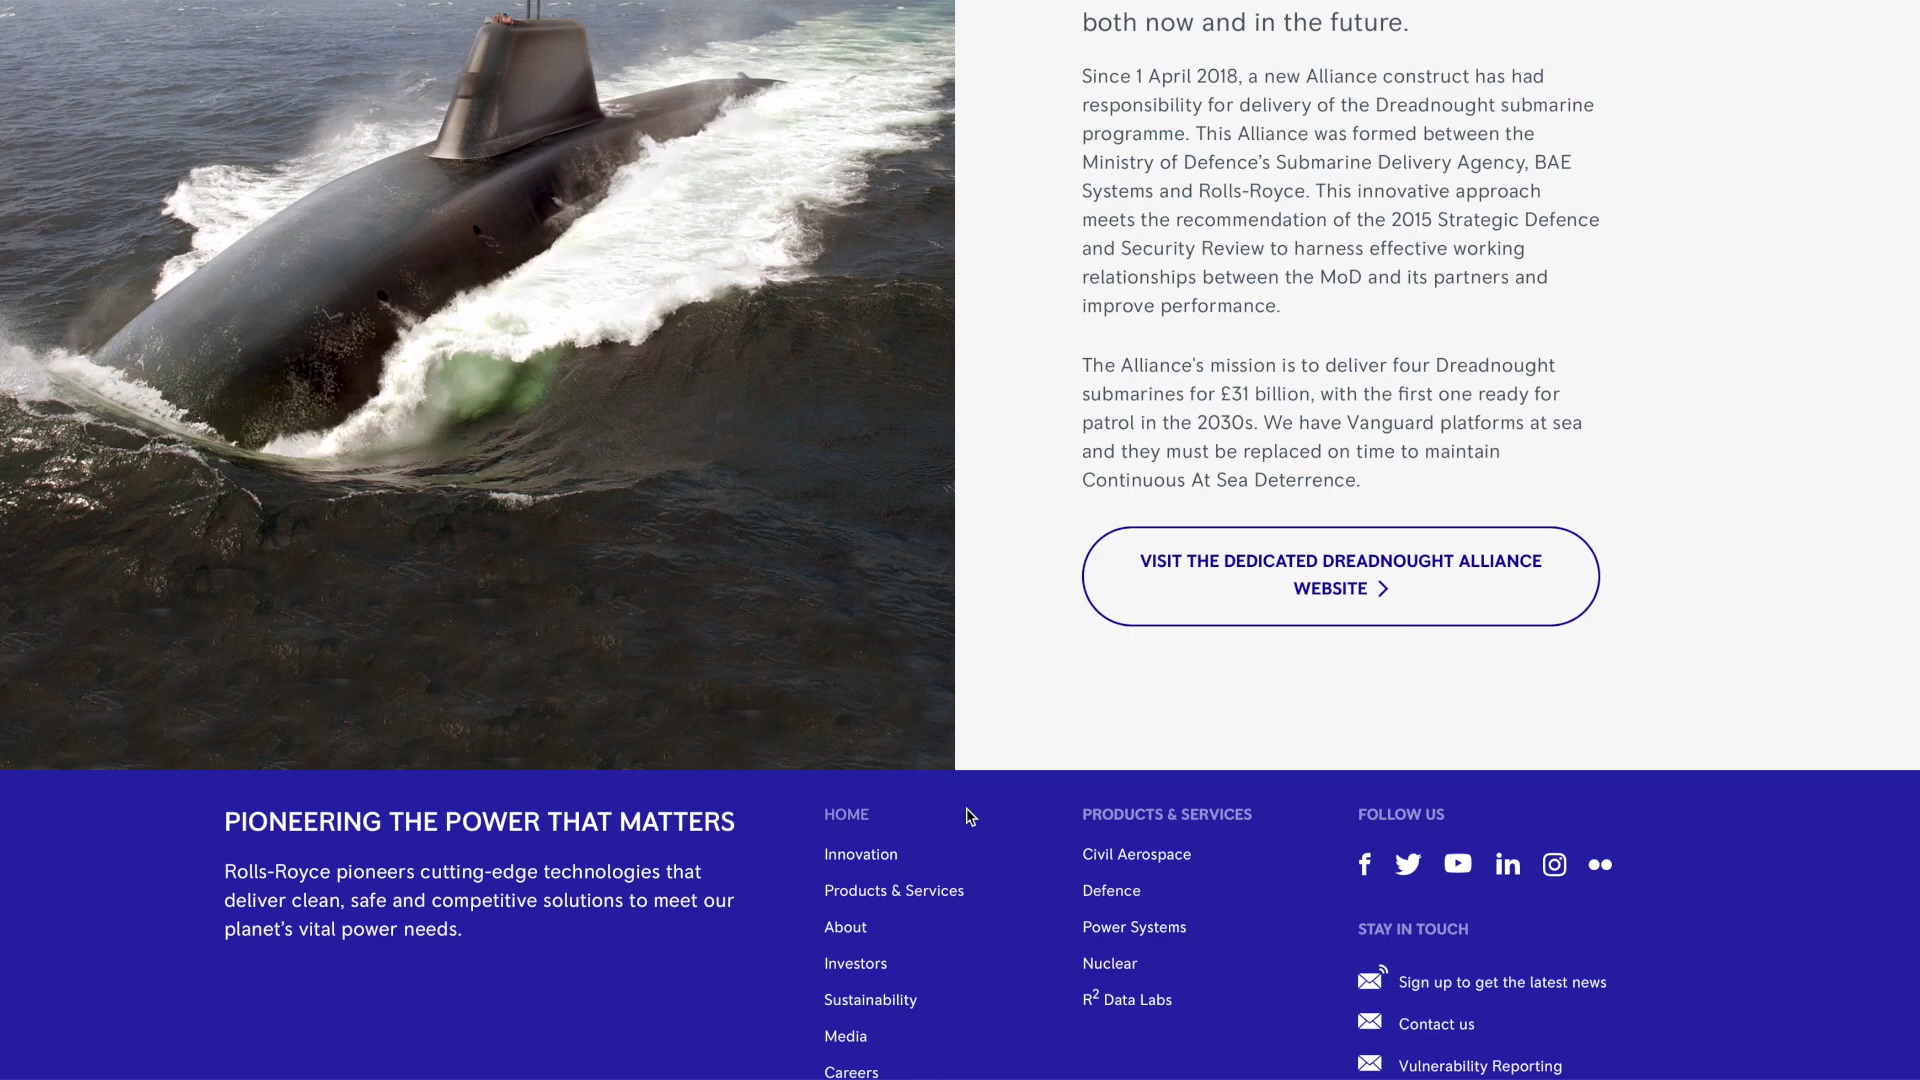 both now and in the future.
Since 1 April 2018, a new Alliance construct has had
responsibility for delivery of the Dreadnought submarine
programme. This Alliance was formed between the
Ministry of Defence’s Submarine Delivery Agency, BAE
Systems and Rolls-Royce. This innovative approach
meets the recommendation of the 2015 Strategic Defence
and Security Review to harness effective working
relationships between the MoD and its partners and
improve performance.
The Alliance's mission is to deliver four Dreadnought
submarines for £31 billion, with the first one ready for
patrol in the 2030s. We have Vanguard platforms at sea
and they must be replaced on time to maintain
Continuous At Sea Deterrence.
VISIT THE DEDICATED DREADNOUGHT ALLIANCE
WEBSITE
PIONEERING THE POWER THAT MATTERS
Rolls-Royce pioneers cutting-edge technologies that
deliver clean, safe and competitive solutions to meet our
planet’s vital power needs.
HOME
Innovation
Products & Services
About
Investors
Sustainability
Media
Careers
PRODUCTS & SERVICES
Civil Aerospace
Defence
Power Systems
Nuclear
R² Data Labs
FOLLOW US
STAY IN TOUCH
Sign up to get the latest news
Contact us
Vulnerability Reporting